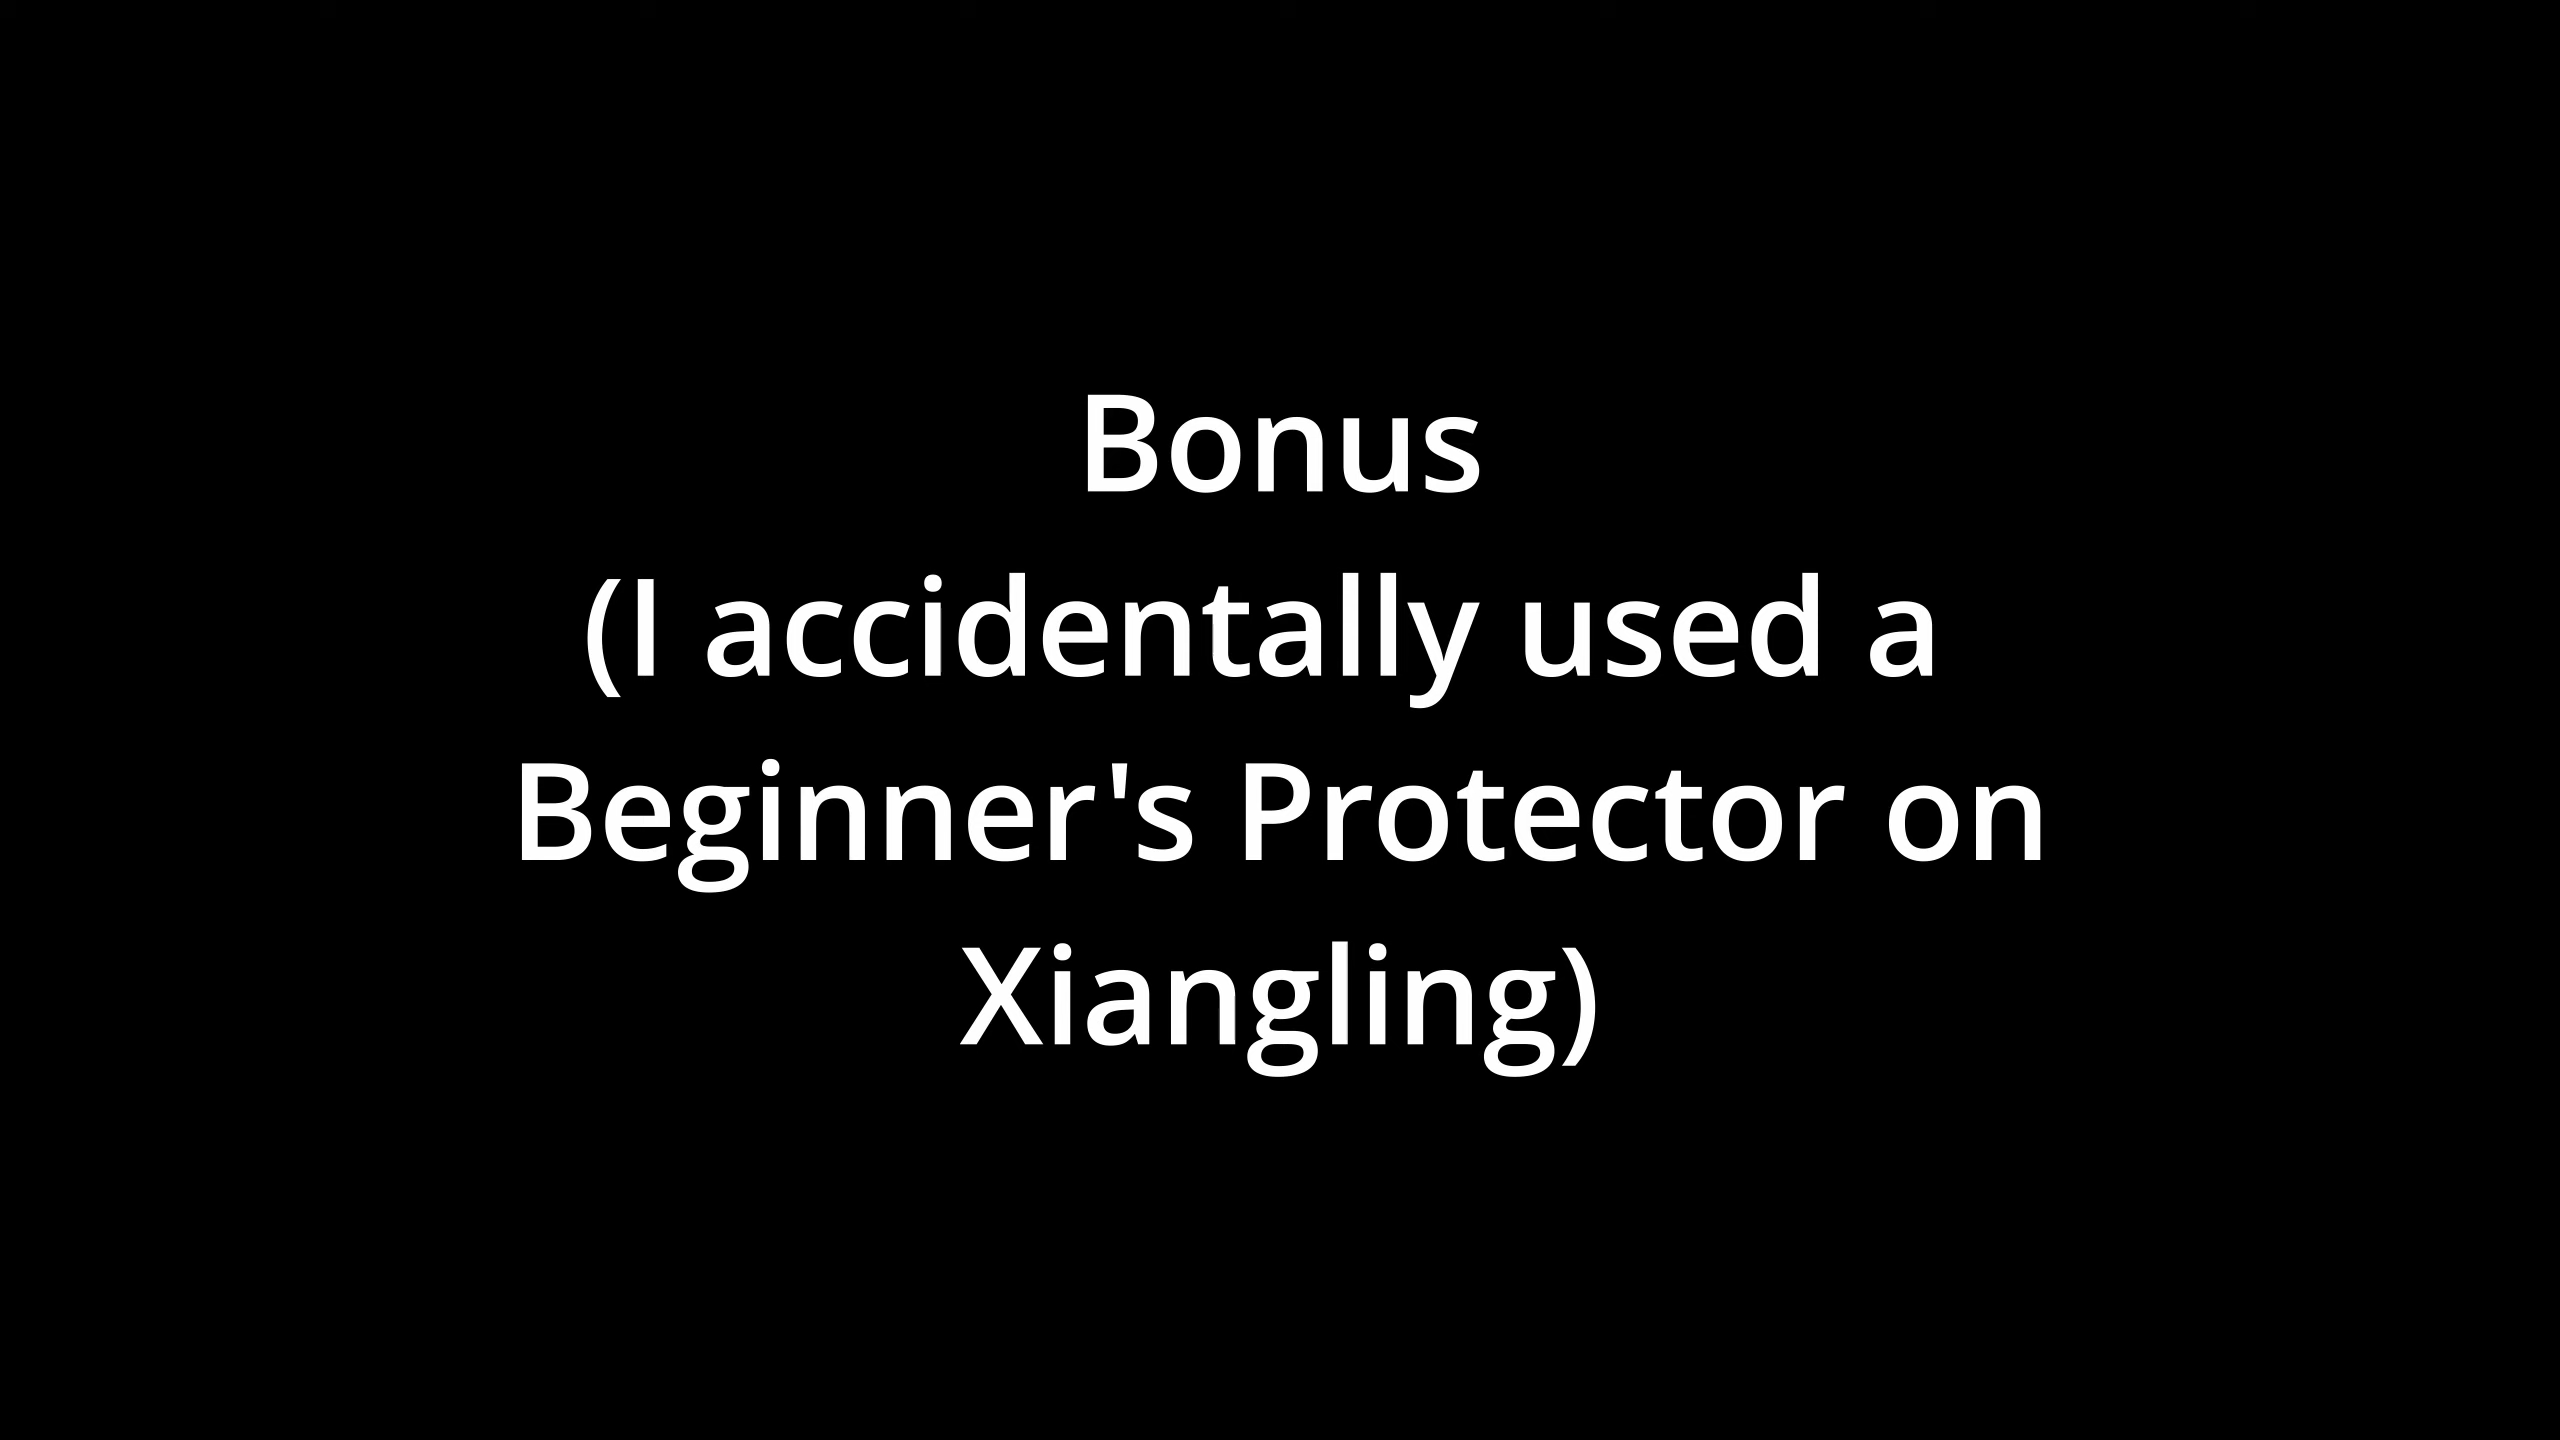 Bonus
(I accidentally used a
Beginner's Protector on
Xiangling)